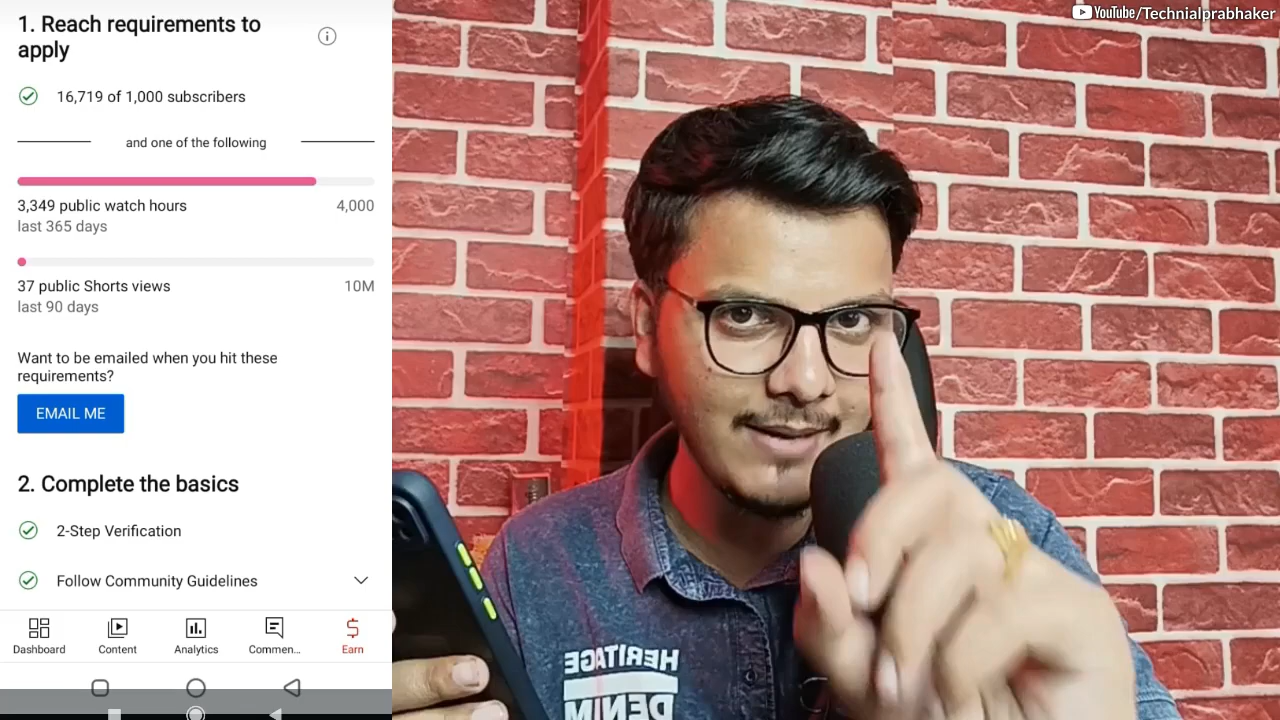 YouTube/Technialprabhaker
1. Reach requirements to
apply
16,719 of 1,000 subscribers
and one of the following
3,349 public watch hours 4,000
last 365 days
37 public Shorts views 10M
last 90 days
Want to be emailed when you hit these
requirements?
EMAIL ME
2. Complete the basics
2-Step Verification
Follow Community Guidelines
Dashboard Content Analytics Commen... Earn
HERITAGE
DENIM